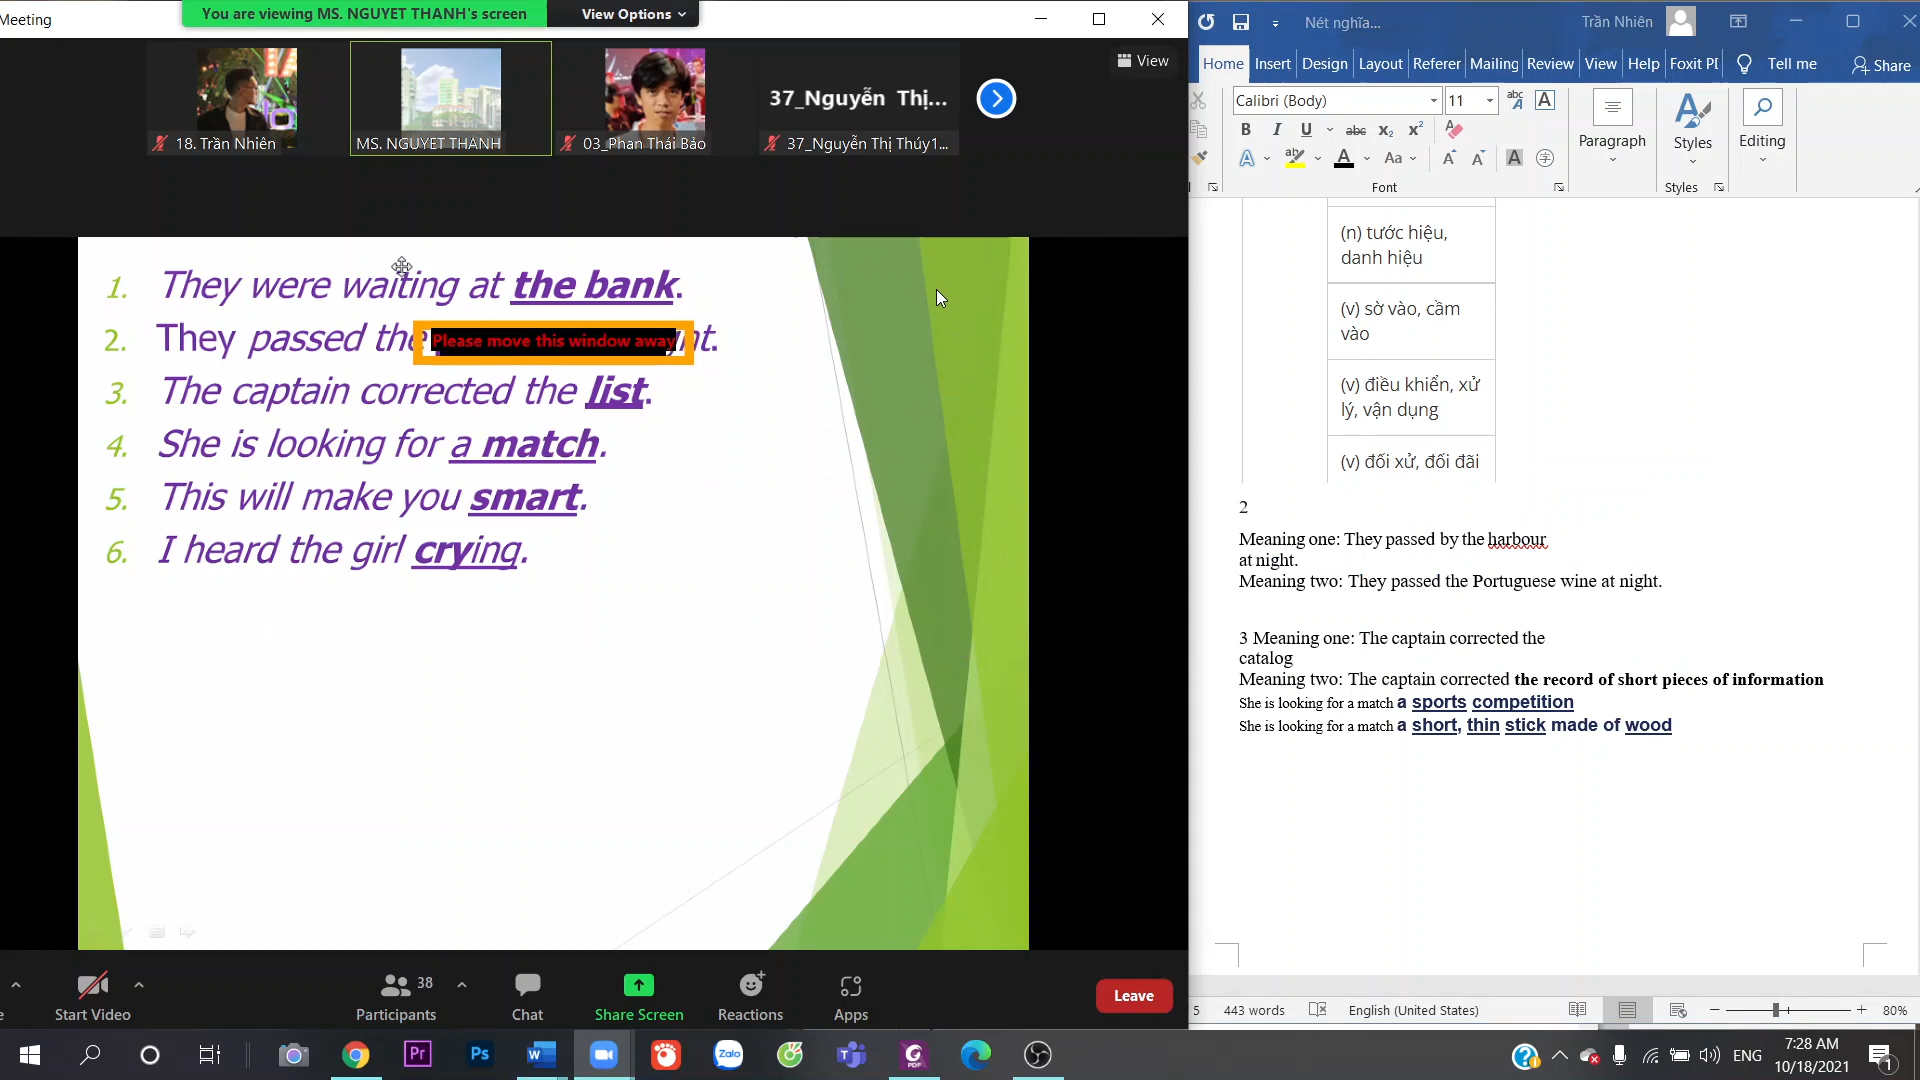 Meeting
You are viewing MS. NGUYET THANH's screen
View Options
18. Trần Nhiên
MS. NGUYET THANH
03_Phan Thái Bảo
37_Nguyễn Thị...
37_Nguyễn Thị Thúy1...
View
1. They were waiting at the bank.
2. They passed the
Please move this window away
ht.
3. The captain corrected the list.
4. She is looking for a match.
5. This will make you smart.
6. I heard the girl crying.
Start Video
38
Participants
Chat
Share Screen
Reactions
Apps
Leave
Nét nghĩa...
Trần Nhiên
Home Insert Design Layout Referer Mailing Review View Help Foxit PI Tell me Share
Calibri (Body) 11
Paragraph
Styles
Editing
Font
Styles
(n) tước hiệu,
danh hiệu
(v) sờ vào, cầm
vào
(v) điều khiển, xử
lý, vận dụng
(v) đối xử, đối đãi
2
Meaning one: They passed by the harbour
at night.
Meaning two: They passed the Portuguese wine at night.
3 Meaning one: The captain corrected the
catalog
Meaning two: The captain corrected the record of short pieces of information
She is looking for a match a sports competition
She is looking for a match a short, thin stick made of wood
5 443 words English (United States) 80%
Pr Ps Zalo
ENG
7:28 AM
10/18/2021
1